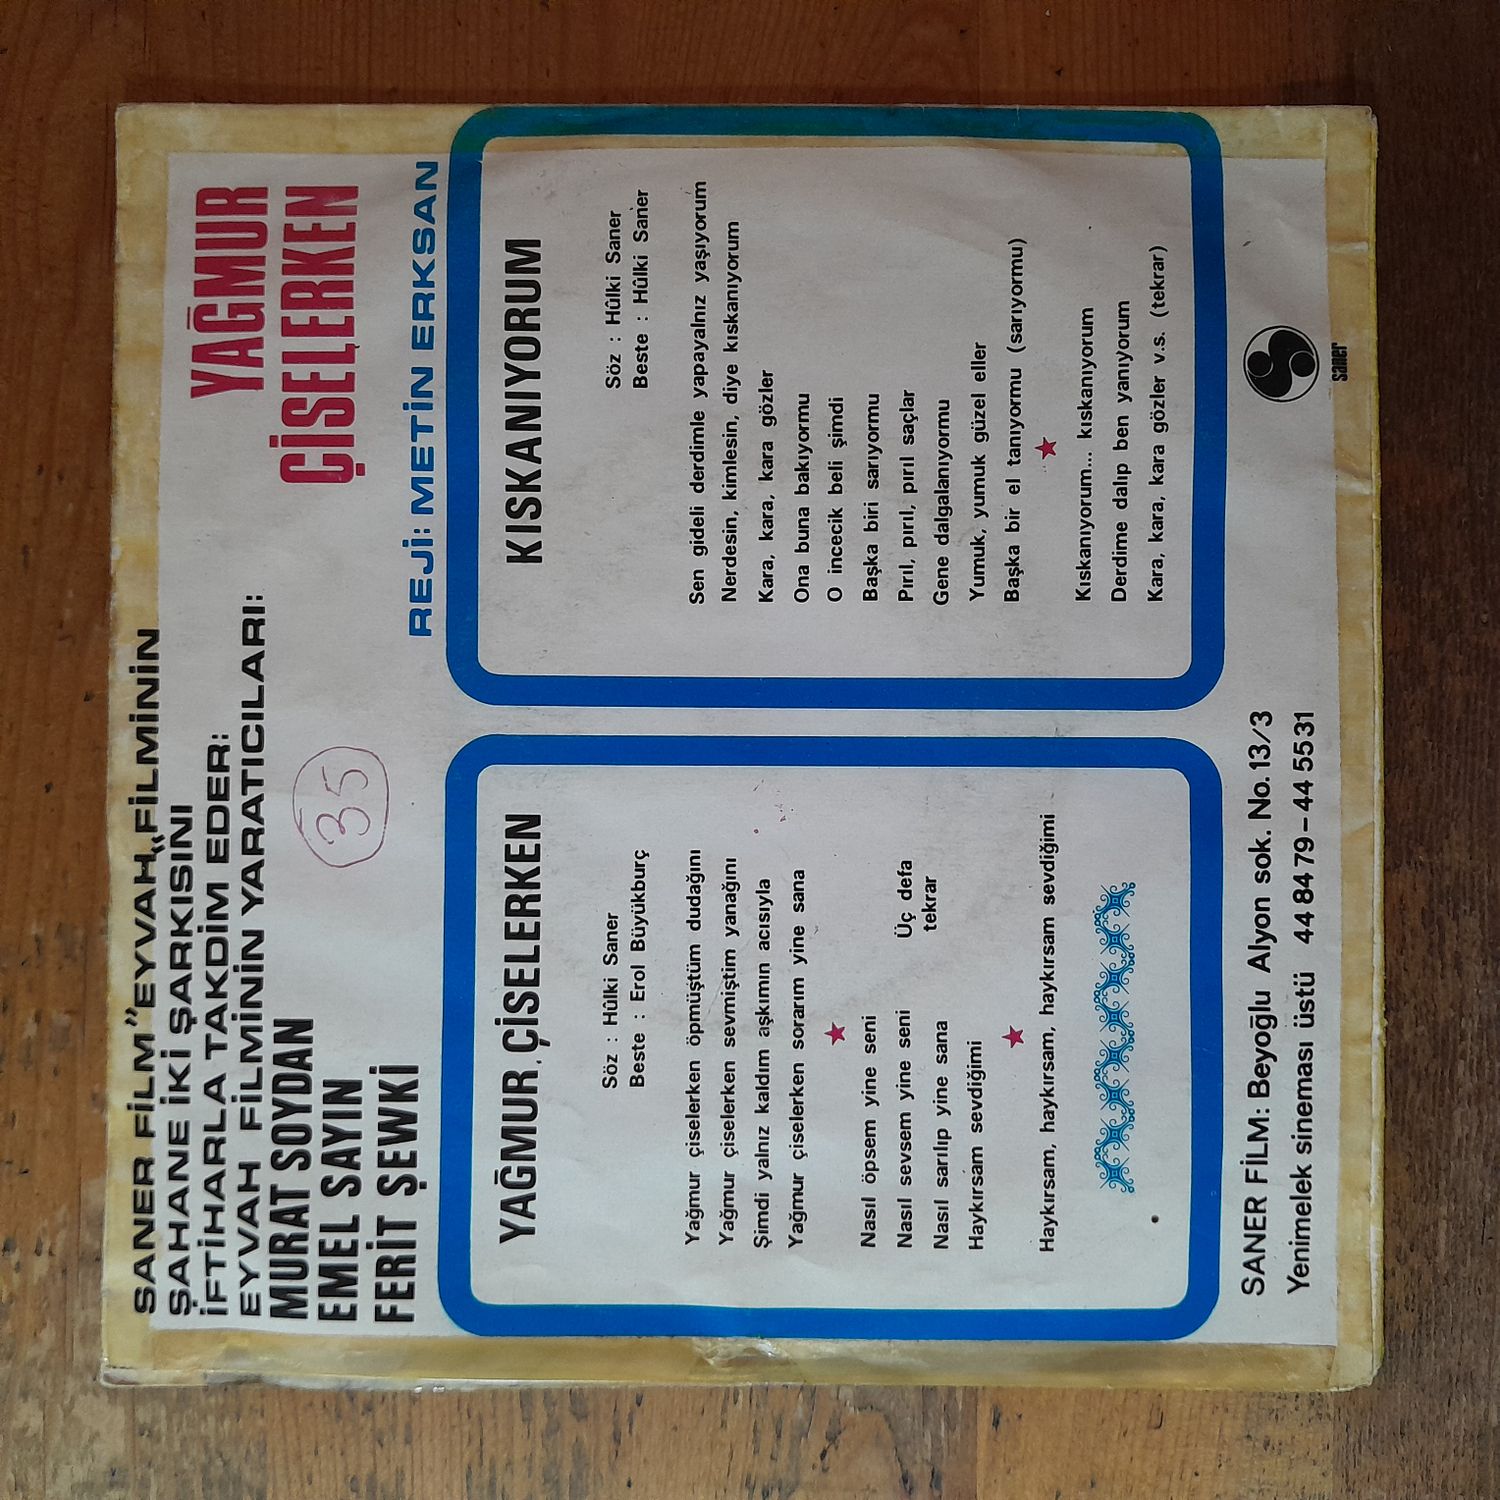 SANER FİLM "EYVAH„ FİLMİNİN
ŞAHANE İKİ ŞARKISINI
İFTİHARLA TAKDİM EDER:
EYVAH FİLMİNİN YARATICILARI:
MURAT SOYDAN
EMEL SAYIN
FERİT ŞEWKİ
35
YAĞMUR
ÇİSELERKEN
REJİ: METİN ERKSAN
YAĞMUR ÇİSELERKEN
Söz : Hûlki Saner
Beste : Erol Büyükburç
Yağmur çiselerken öpmüştüm dudağını
Yağmur çiselerken sevmiştim yanağını
Şimdi yalnız kaldım aşkımın acısıyla
Yağmur çiselerken sorarım yine sana
Nasıl öpsem yine seni
Nasıl sevsem yine seni
Nasıl sarılıp yine sana
Haykırsam sevdiğimi
Üç defa
tekrar
Haykırsam, haykırsam, haykırsam sevdiğimi
KISKANIYORUM
Söz : Hûlki Saner
Beste : Hûlki Saner
Sen gideli derdimle yapayalnız yaşıyorum
Nerdesin, kimlesin, diye kıskanıyorum
Kara, kara, kara gözler
Ona buna bakıyormu
O incecik beli şimdi
Başka biri sarıyormu
Pırıl, pırıl, pırıl saçlar
Gene dalgalanıyormu
Yumuk, yumuk güzel eller
Başka bir el tanıyormu (sarıyormu)
Kıskanıyorum... kıskanıyorum
Derdime dalıp ben yanıyorum
Kara, kara, kara gözler v.s. (tekrar)
SANER FİLM: Beyoğlu Alyon sok. No. 13/3
Yenimelek sineması üstü 44 84 79 – 44 55 31
saner